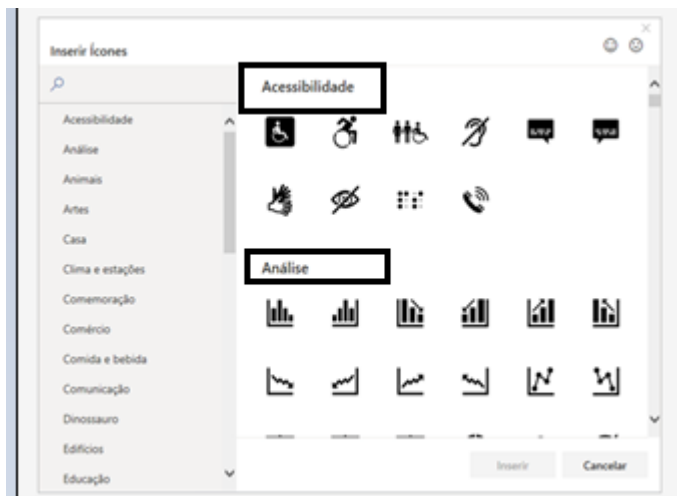 Inserir Ícones
Acessibilidade
Análise
Animais
Artes
Casa
Clima e estações
Comemoração
Comércio
Comida e bebida
Comunicação
Dinossauro
Edifícios
Educação
Acessibilidade
Análise
Inserir
Cancelar